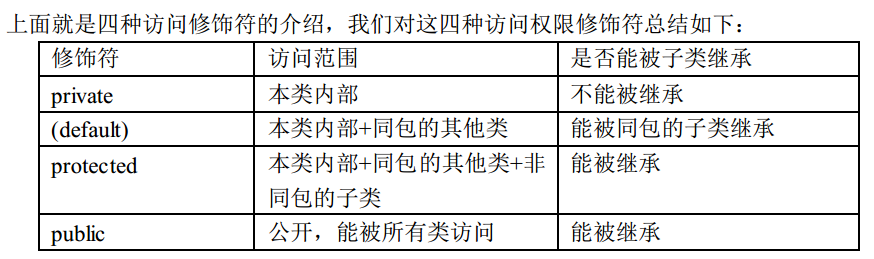 上面就是四种访问修饰符的介绍，我们对这四种访问权限修饰符总结如下：
修饰符 访问范围 是否能被子类继承
private 本类内部 不能被继承
(default) 本类内部+同包的其他类 能被同包的子类继承
protected 本类内部+同包的其他类+非 能被继承
同包的子类
public 公开，能被所有类访问 能被继承